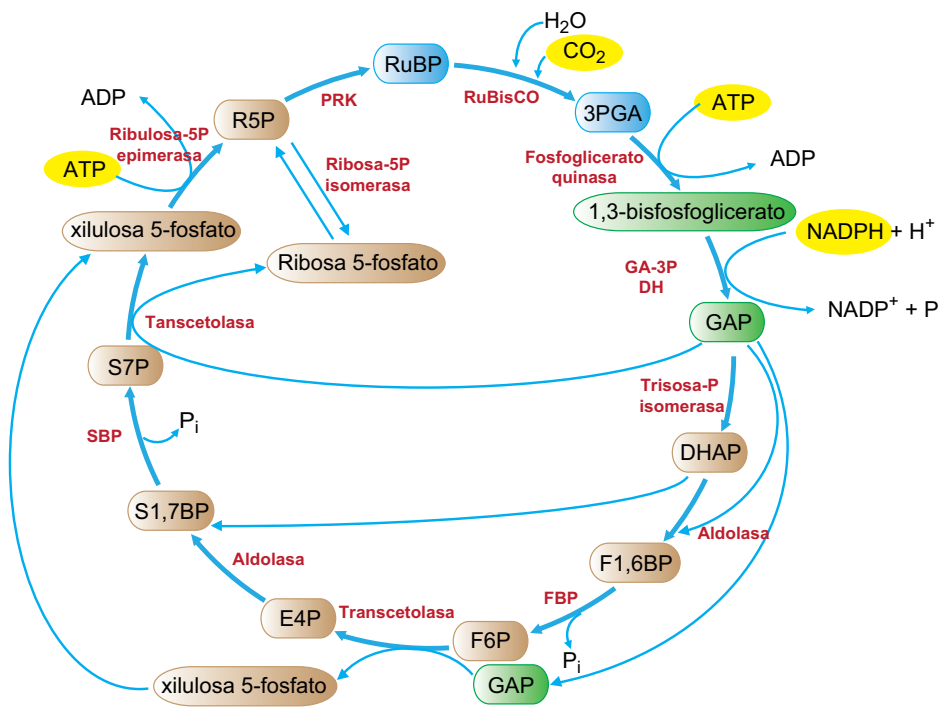 H₂O
CO₂
RuBP
PRK
RuBisCO
ADP
R5P
3PGA
ATP
Ribulosa-5P
epimerasa
ATP
Ribosa-5P
isomerasa
Fosfoglicerato
quinasa
ADP
xilulosa 5-fosfato
1,3-bisfosfoglicerato
NADPH + H⁺
Ribosa 5-fosfato
GA-3P
DH
NADP⁺ + P
Tanscetolasa
GAP
S7P
Trisosa-P
isomerasa
SBP
Pᵢ
DHAP
S1,7BP
Aldolasa
Aldolasa
F1,6BP
FBP
E4P
Transcetolasa
F6P
Pᵢ
xilulosa 5-fosfato
GAP